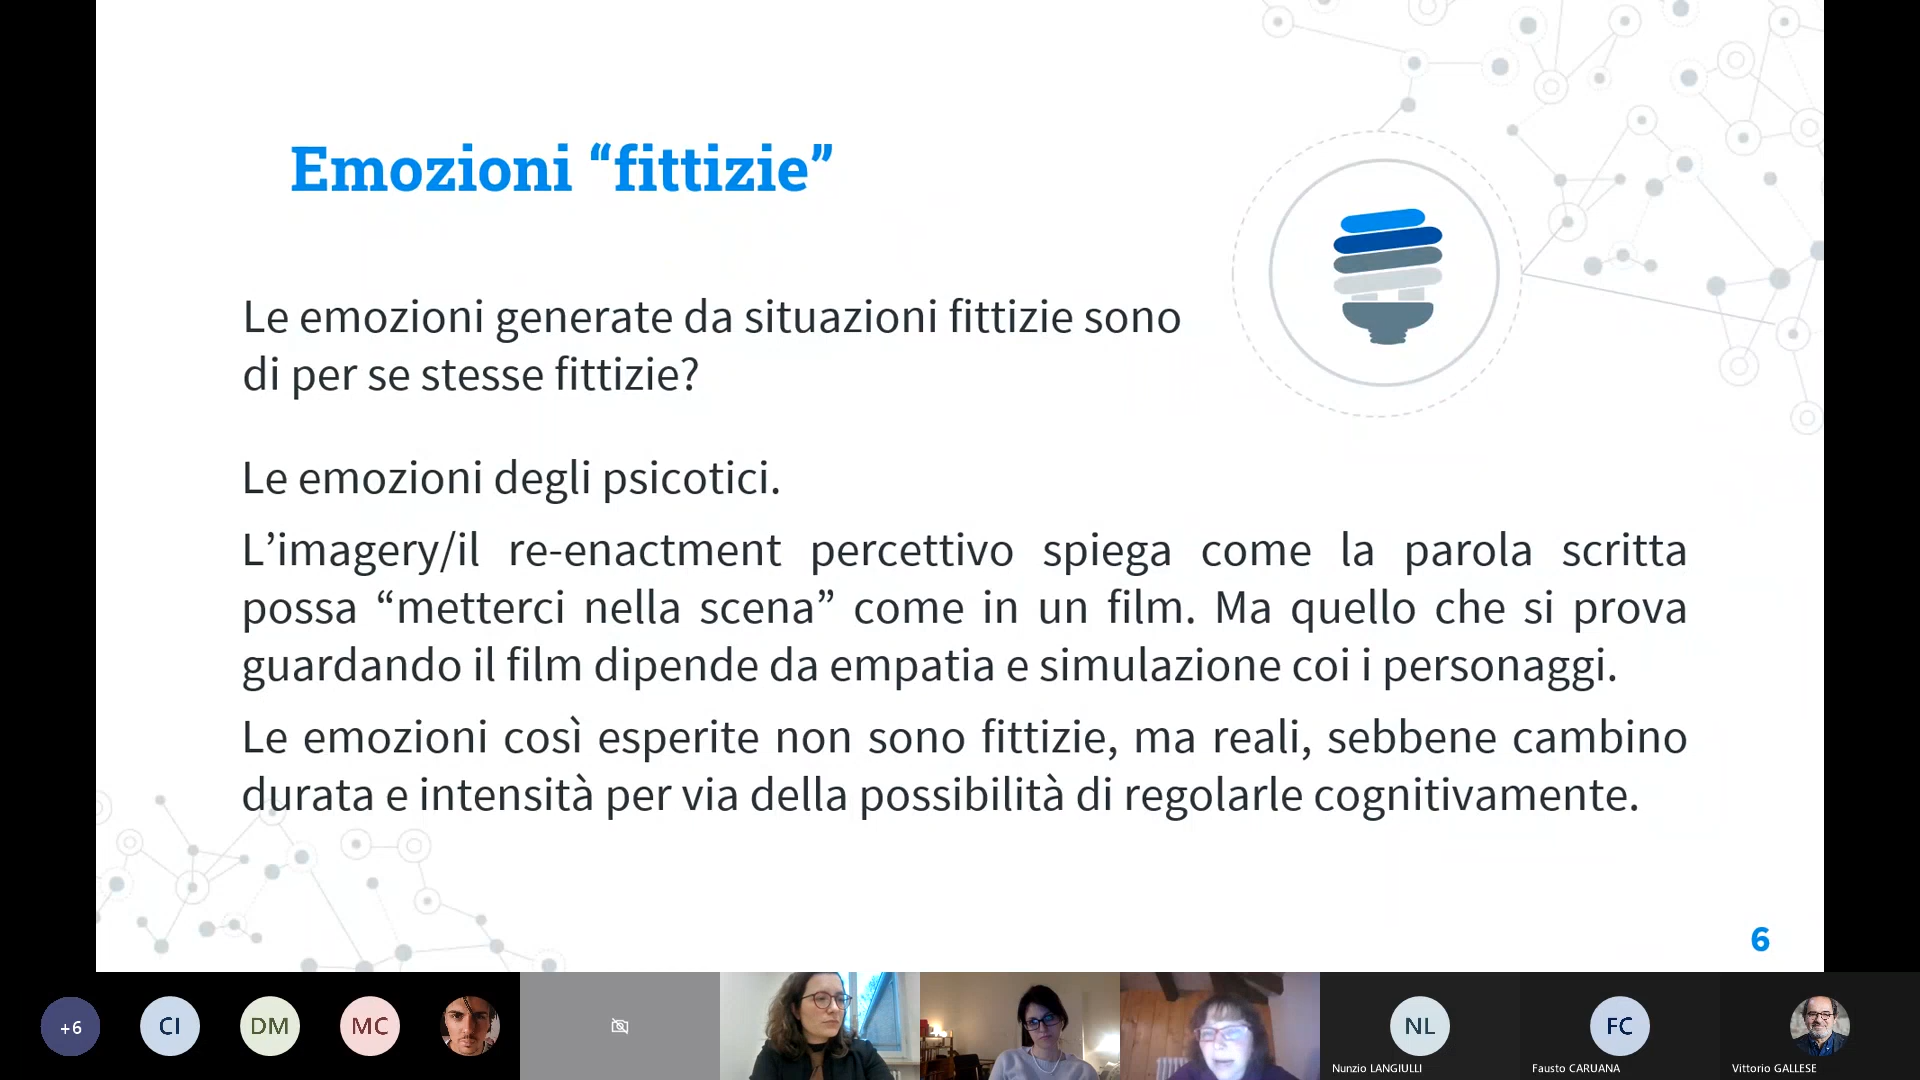 Emozioni “fittizie”
Le emozioni generate da situazioni fittizie sono
di per se stesse fittizie?
Le emozioni degli psicotici.
L’imagery/il re-enactment percettivo spiega come la parola scritta
possa “metterci nella scena” come in un film. Ma quello che si prova
guardando il film dipende da empatia e simulazione coi i personaggi.
Le emozioni così esperite non sono fittizie, ma reali, sebbene cambino
durata e intensità per via della possibilità di regolarle cognitivamente.
6
+6
CI
DM
MC
NL
FC
Nunzio LANGIULLI
Fausto CARUANA
Vittorio GALLESE